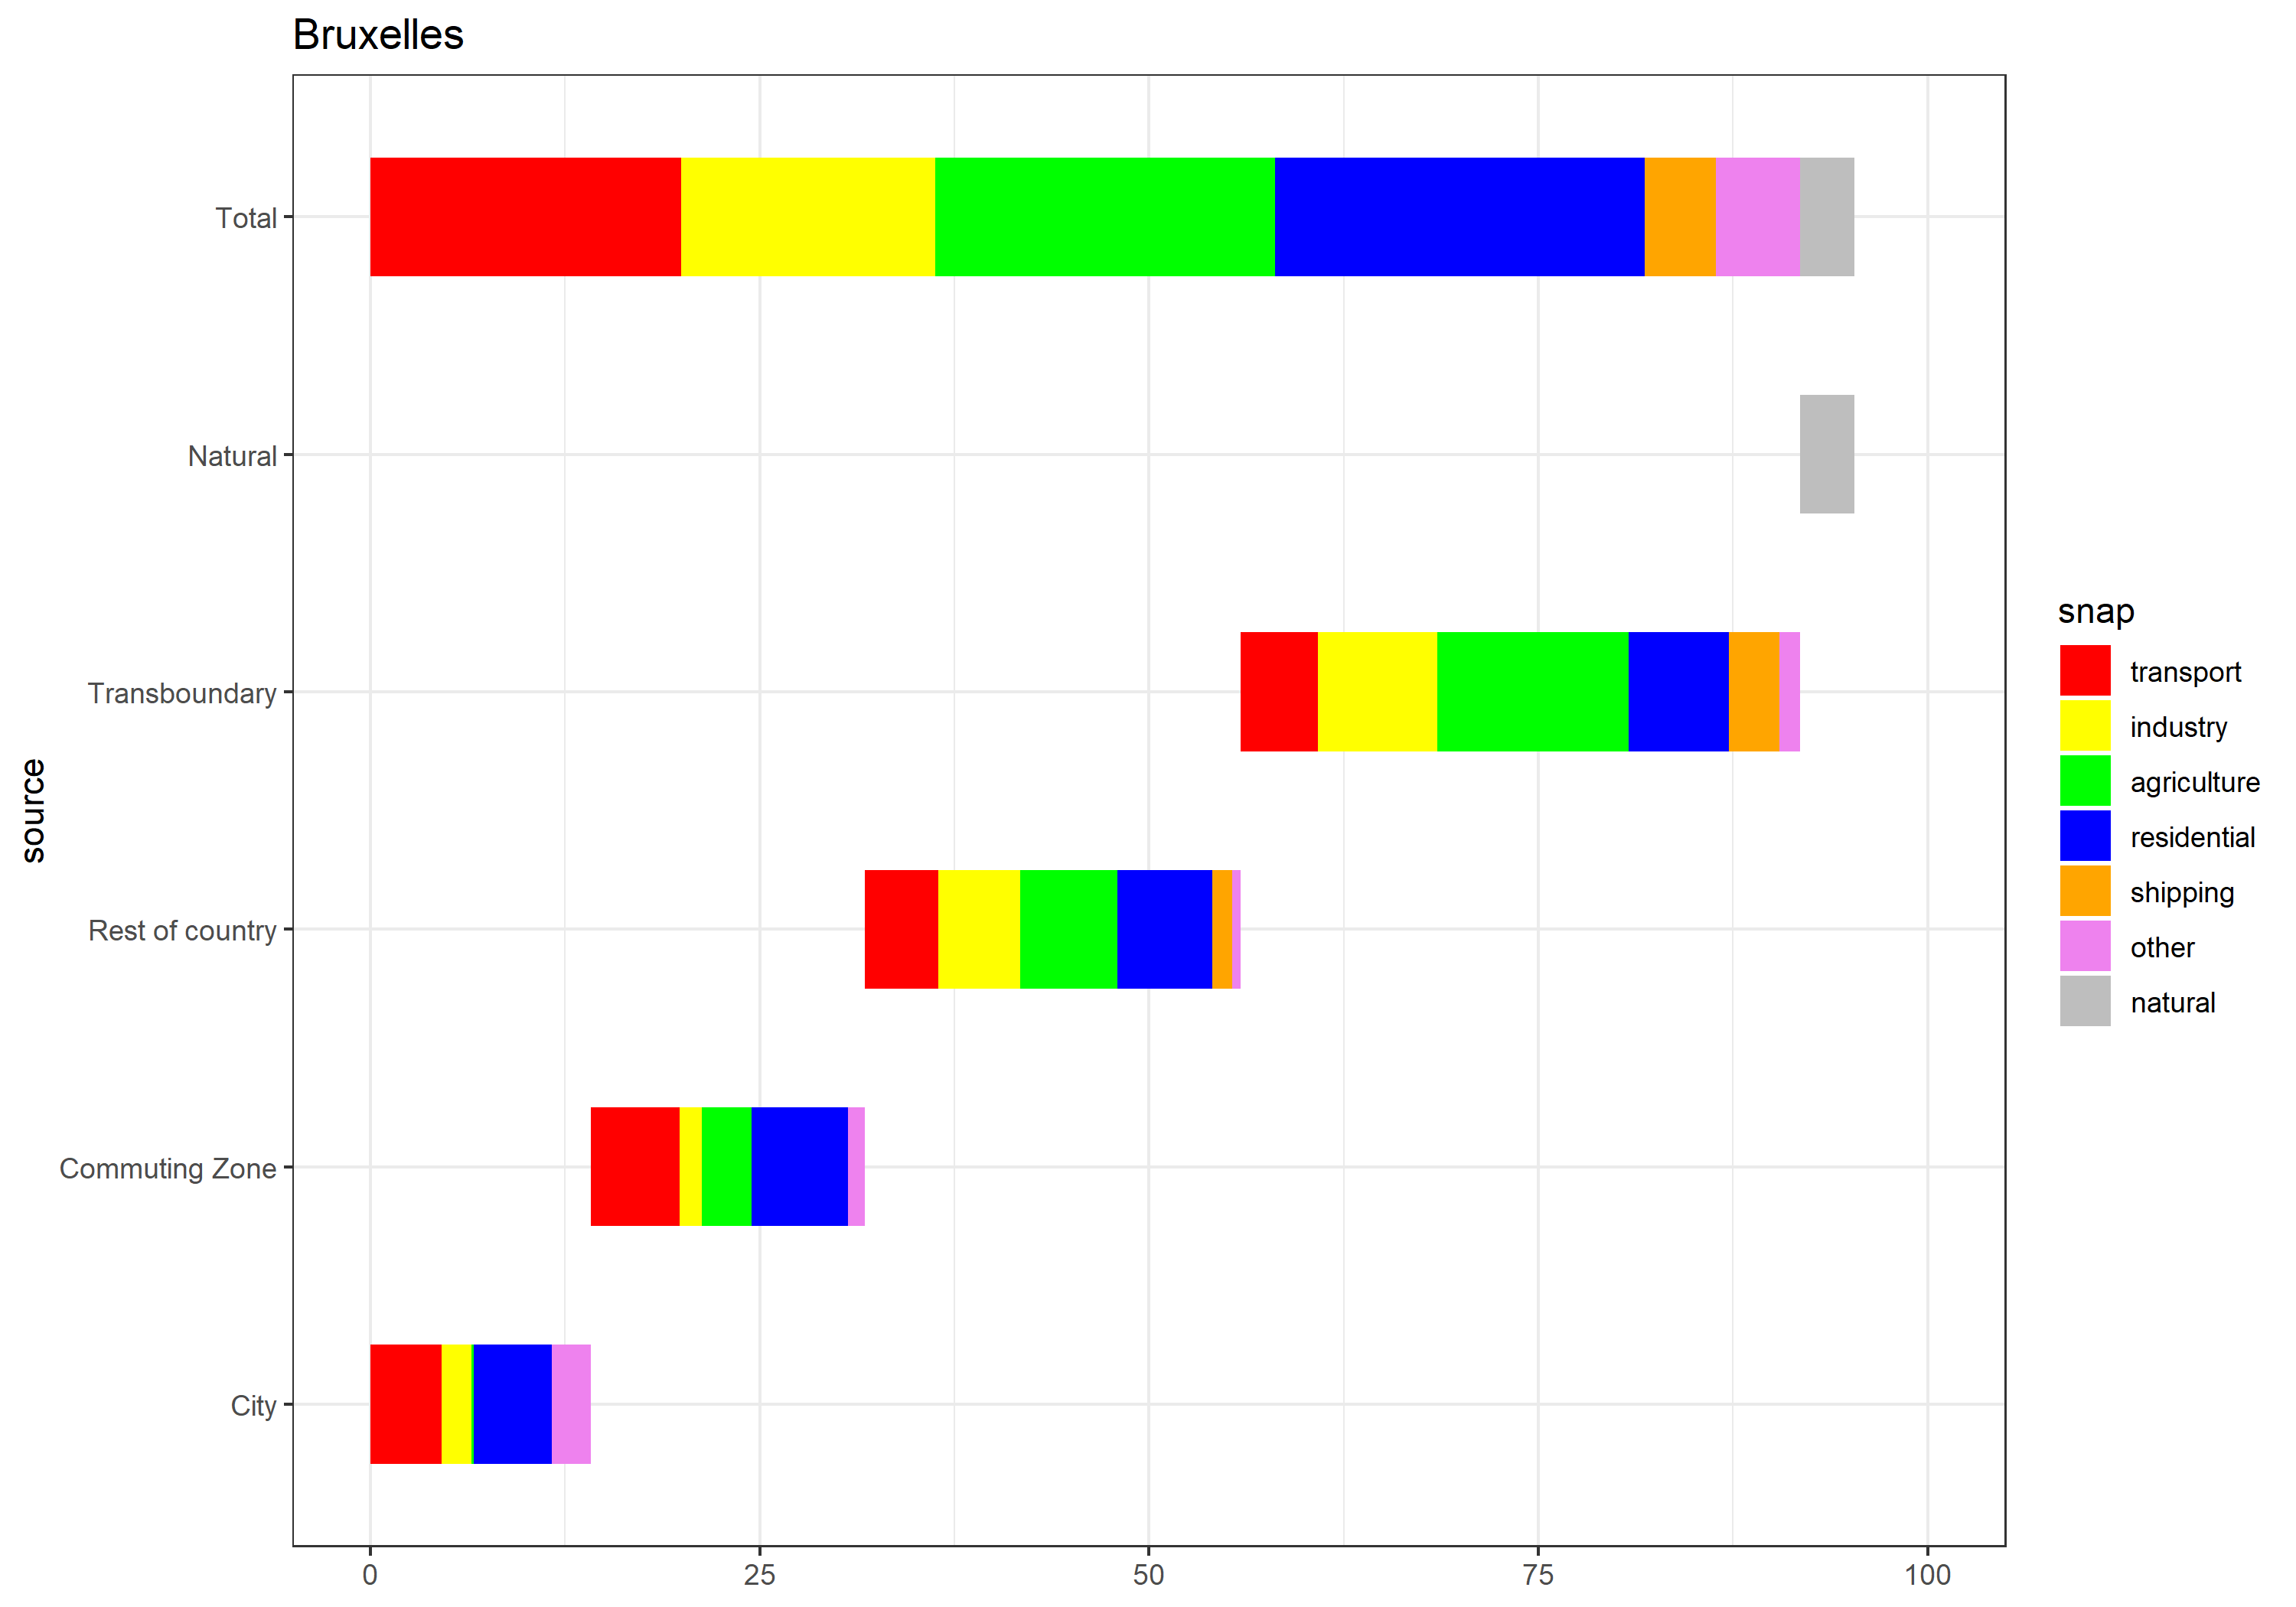 Bruxelles
Total
Natural
Transboundary
Rest of country
Commuting Zone
City
source
0 25 50 75 100
snap
transport
industry
agriculture
residential
shipping
other
natural